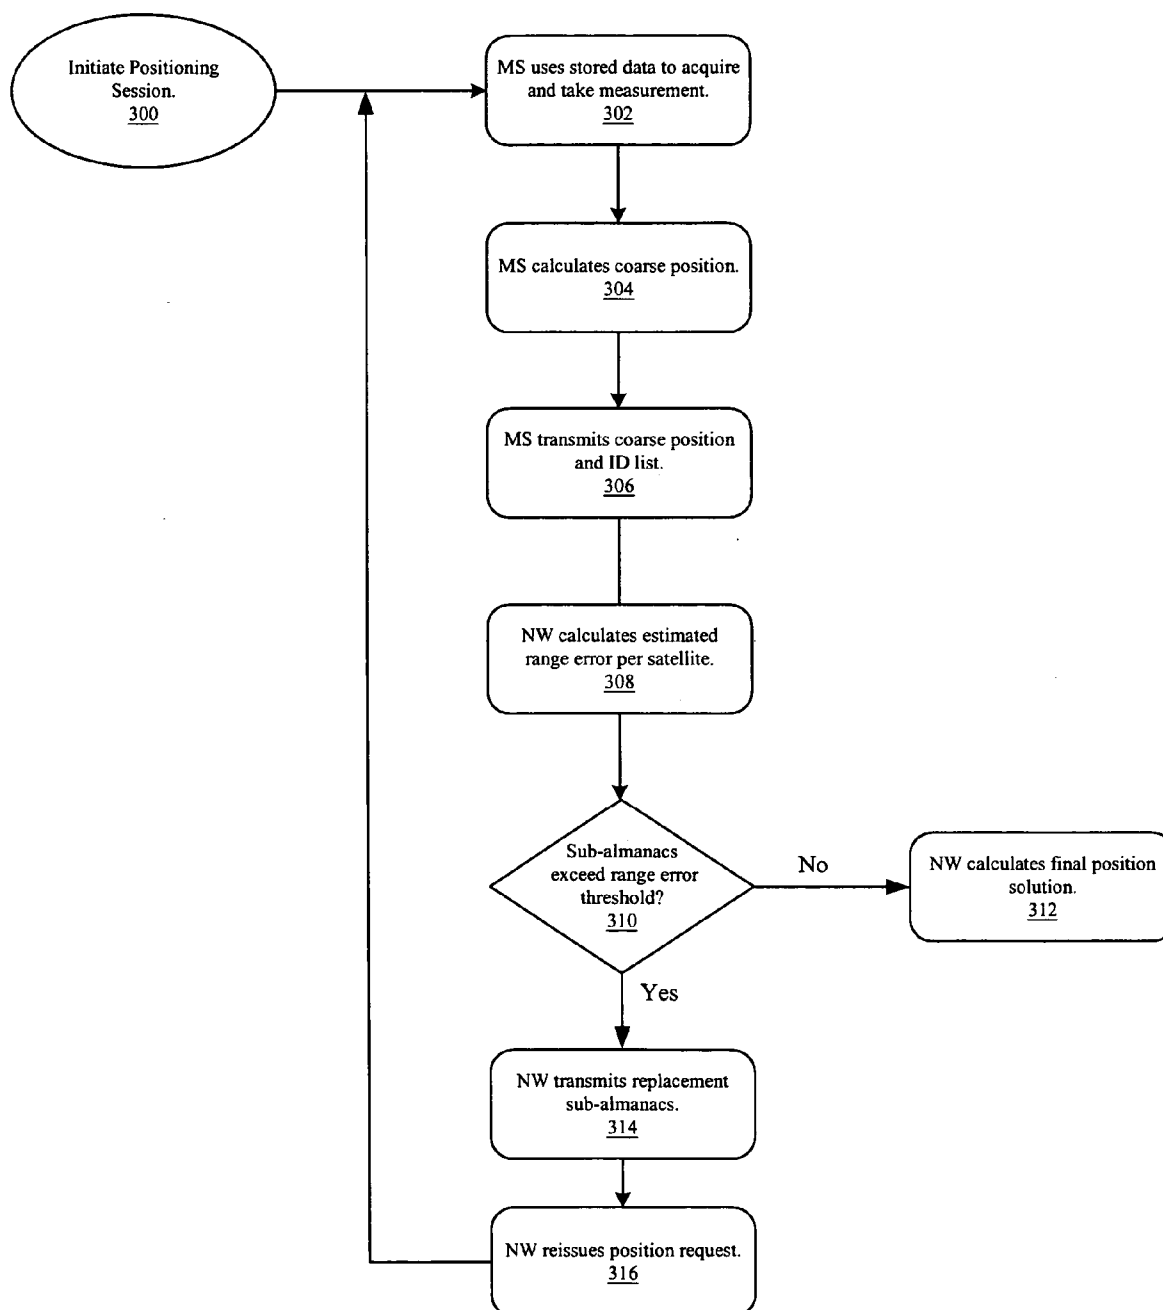 Initiate Positioning
Session.
300
MS uses stored data to acquire
and take measurement.
302
MS calculates coarse position.
304
MS transmits coarse position
and ID list.
306
NW calculates estimated
range error per satellite.
308
Sub-almanacs
exceed range error
threshold?
310
No
NW calculates final position
solution.
312
Yes
NW transmits replacement
sub-almanacs.
314
NW reissues position request.
316